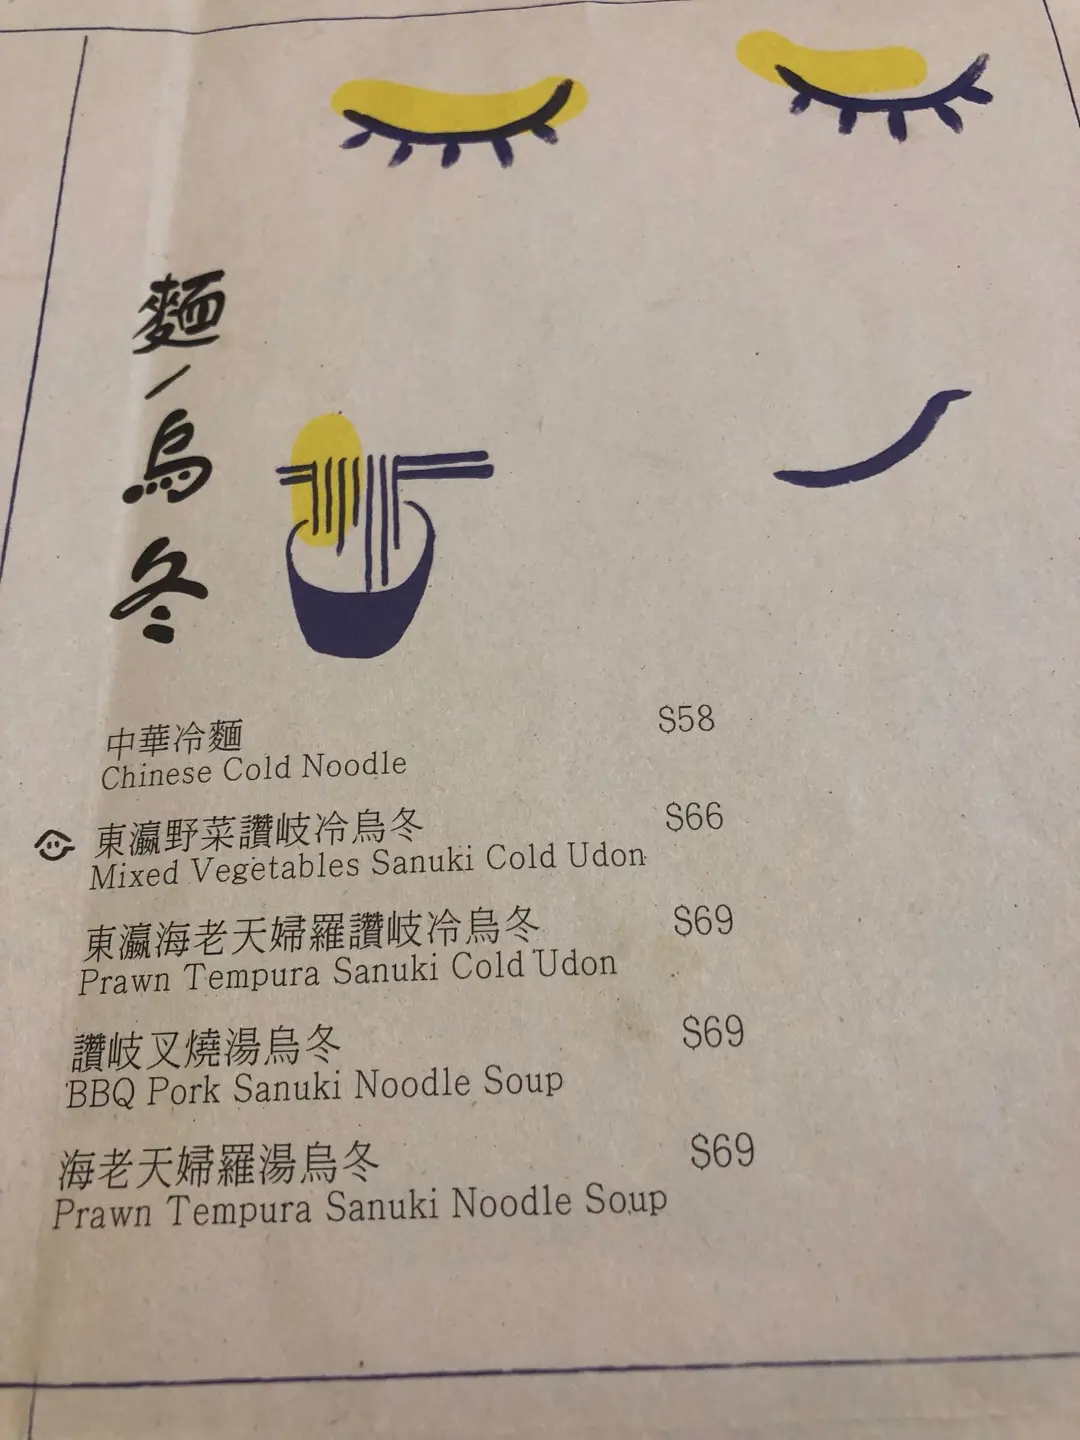 麵/烏冬
中華冷麵 $58
Chinese Cold Noodle
東瀛野菜讚岐冷烏冬 $66
Mixed Vegetables Sanuki Cold Udon
東瀛海老天婦羅讚岐冷烏冬 $69
Prawn Tempura Sanuki Cold Udon
讚岐叉燒湯烏冬 $69
BBQ Pork Sanuki Noodle Soup
海老天婦羅湯烏冬 $69
Prawn Tempura Sanuki Noodle Soup